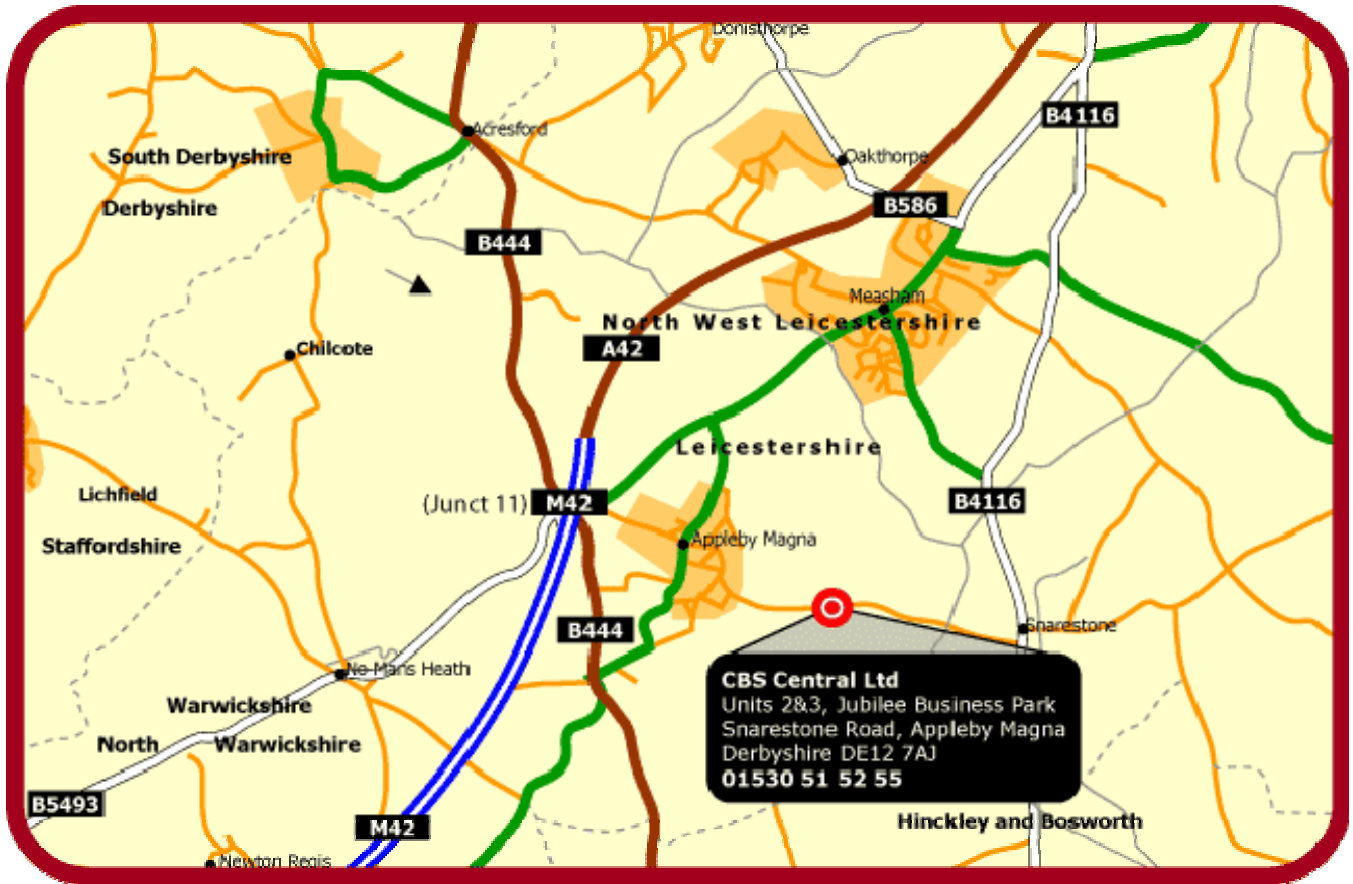 Donisthorpe
B4116
Acresford
South Derbyshire
Oakthorpe
Derbyshire
B586
B444
Measham
North West Leicestershire
A42
Chilcote
Leicestershire
Lichfield
(Junct 11) M42
B4116
Staffordshire
Appleby Magna
B444
Snarestone
No Mans Heath
CBS Central Ltd
Units 2&3, Jubilee Business Park
Snarestone Road, Appleby Magna
Derbyshire DE12 7AJ
01530 51 52 55
Warwickshire
North Warwickshire
B5493
M42
Hinckley and Bosworth
Newton Regis